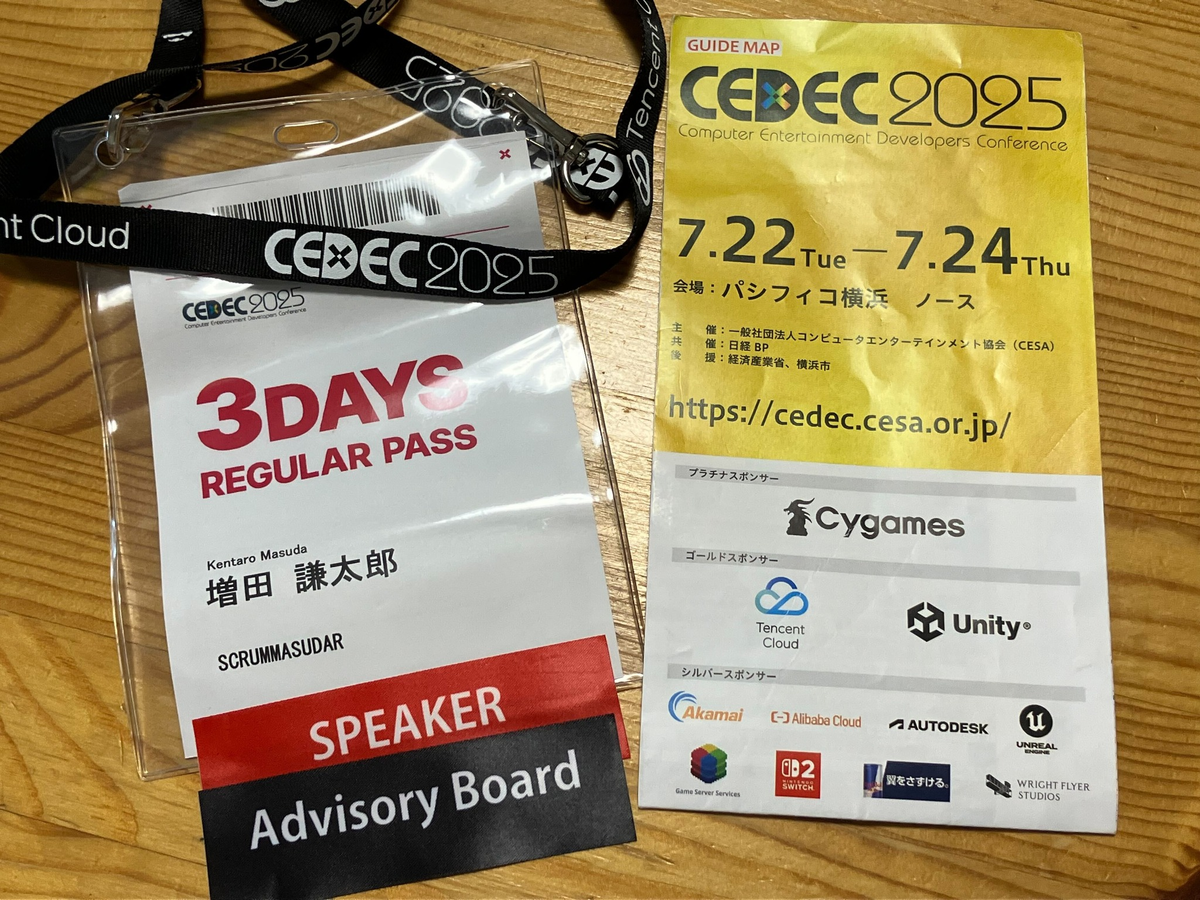 CEDEC2025
Tencent
nt Cloud
CEDEC2025
CEDEC2025
Computer Entertainment Developers Conference
3DAYS
REGULAR PASS
Kentaro Masuda
増田 謙太郎
SCRUMMASUDAR
SPEAKER
Advisory Board
GUIDE MAP
CEDEC2025
Computer Entertainment Developers Conference
7.22Tue—7.24Thu
会場：パシフィコ横浜 ノース
主 催：一般社団法人コンピュータエンターテインメント協会（CESA）
共 催：日経 BP
後 援：経済産業省、横浜市
https://cedec.cesa.or.jp/
プラチナスポンサー
Cygames
ゴールドスポンサー
Tencent
Cloud
Unity®
シルバースポンサー
Akamai
Alibaba Cloud
AUTODESK
UNREAL
ENGINE
Game Server Services
2
NINTENDO
SWITCH
翼をさずける。
WRIGHT FLYER
STUDIOS